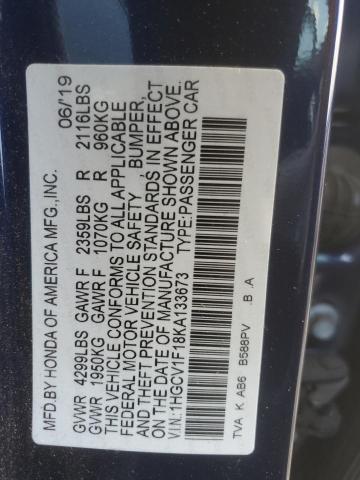 MFD BY HONDA OF AMERICA MFG.,INC. 06/'19
GVWR 4299LBS GAWR F 2359LBS R 2116LBS
GVWR 1950KG GAWR F 1070KG R 960KG
THIS VEHICLE CONFORMS TO ALL APPLICABLE
FEDERAL MOTOR VEHICLE SAFETY BUMPER,
AND THEFT PREVENTION STANDARDS IN EFFECT
ON THE DATE OF MANUFACTURE SHOWN ABOVE.
V.I.N.:1HGCV1F18KA133673 TYPE:PASSENGER CAR
TVA K AB6 B588PV .B .A